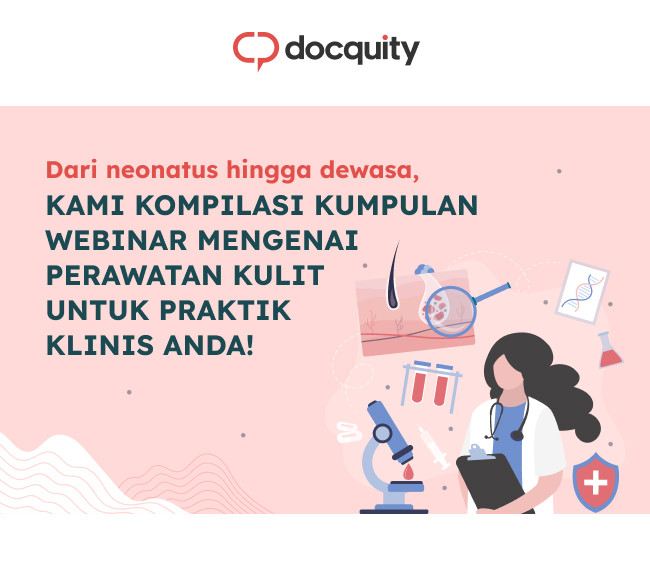 docquity
Dari neonatus hingga dewasa,
KAMI KOMPILASI KUMPULAN
WEBINAR MENGENAI
PERAWATAN KULIT
UNTUK PRAKTIK
KLINIS ANDA!